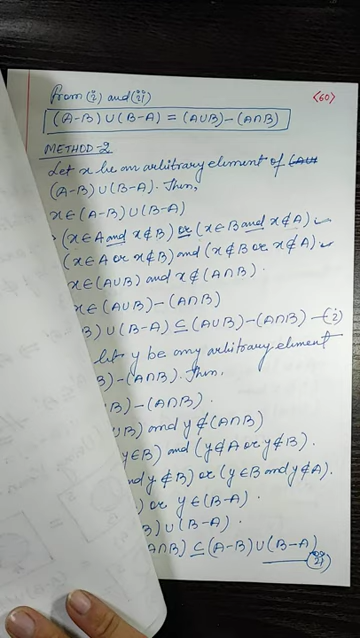 From (i) and (ii)
<60>
(A-B) ∪ (B-A) = (A∪B) - (A∩B)
METHOD-2
Let x be an arbitrary element of
(A-B) ∪ (B-A). Then,
x ∈ (A-B) ∪ (B-A)
(x ∈ A and x ∉ B) or (x ∈ B and x ∉ A)
(x ∈ A or x ∉ B) and (x ∉ B or x ∉ A)
x ∈ (A∪B) and x ∉ (A∩B).
x ∈ (A∪B) - (A∩B)
B) ∪ (B-A) ⊆ (A∪B) - (A∩B) —(i)
let y be any arbitrary element
B) - (A∩B). Then,
B) - (A∩B).
∪B) and y ∉ (A∩B)
y ∈ B) and (y ∉ A or y ∉ B).
nd y ∉ B) or (y ∈ B and y ∉ A).
) or y ∈ (B-A).
B) ∪ (B-A).
A∩B) ⊆ (A-B) ∪ (B-A)
—(ii)